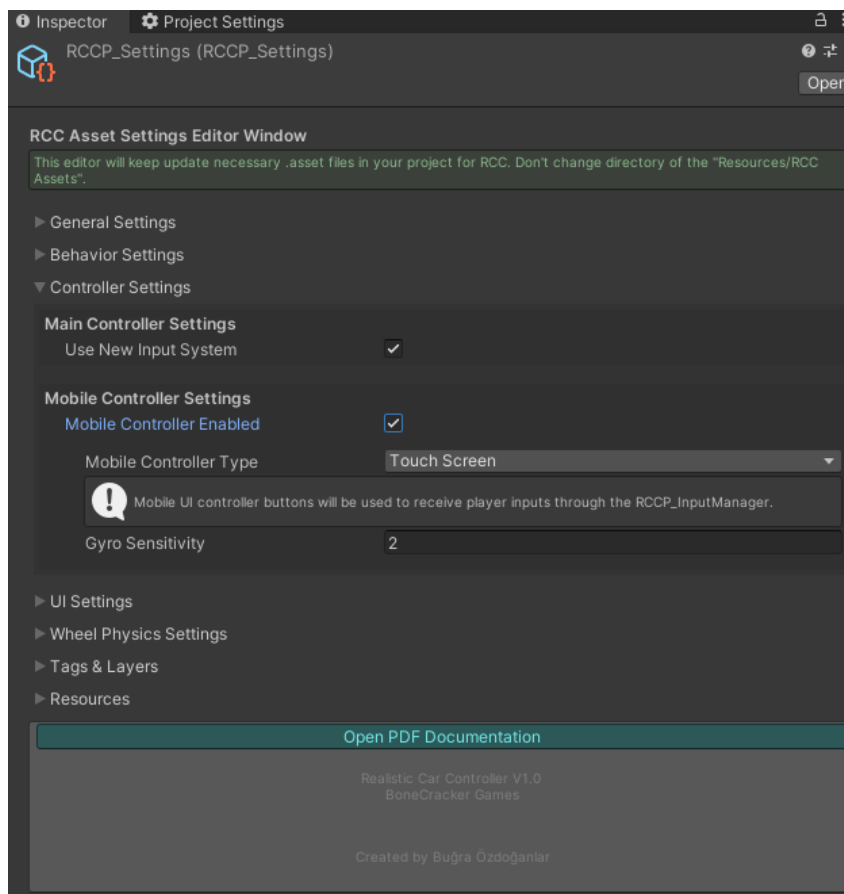 Inspector
Project Settings
RCCP_Settings (RCCP_Settings)
Open
RCC Asset Settings Editor Window
This editor will keep update necessary .asset files in your project for RCC. Don't change directory of the "Resources/RCC
Assets".
General Settings
Behavior Settings
Controller Settings
Main Controller Settings
Use New Input System
Mobile Controller Settings
Mobile Controller Enabled
Mobile Controller Type
Touch Screen
Mobile UI controller buttons will be used to receive player inputs through the RCCP_InputManager.
Gyro Sensitivity
2
UI Settings
Wheel Physics Settings
Tags & Layers
Resources
Open PDF Documentation
Realistic Car Controller V1.0
BoneCracker Games
Created by Buğra Özdoğanlar